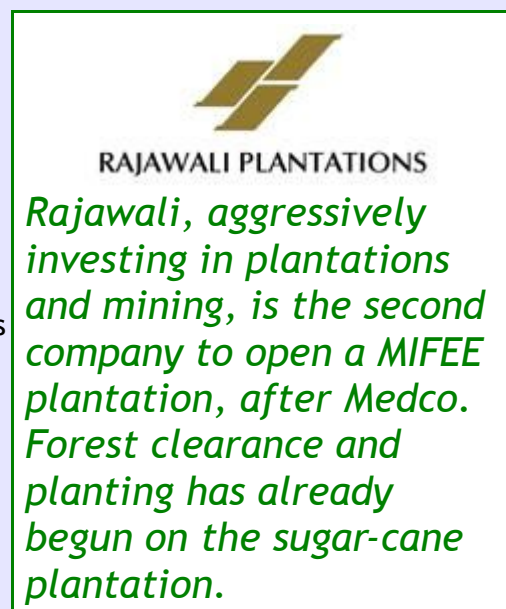 RAJAWALI PLANTATIONS
Rajawali, aggressively
investing in plantations
and mining, is the second
s
company to open a MIFEE
plantation, after Medco.
Forest clearance and
planting has already
begun on the sugar-cane
plantation.